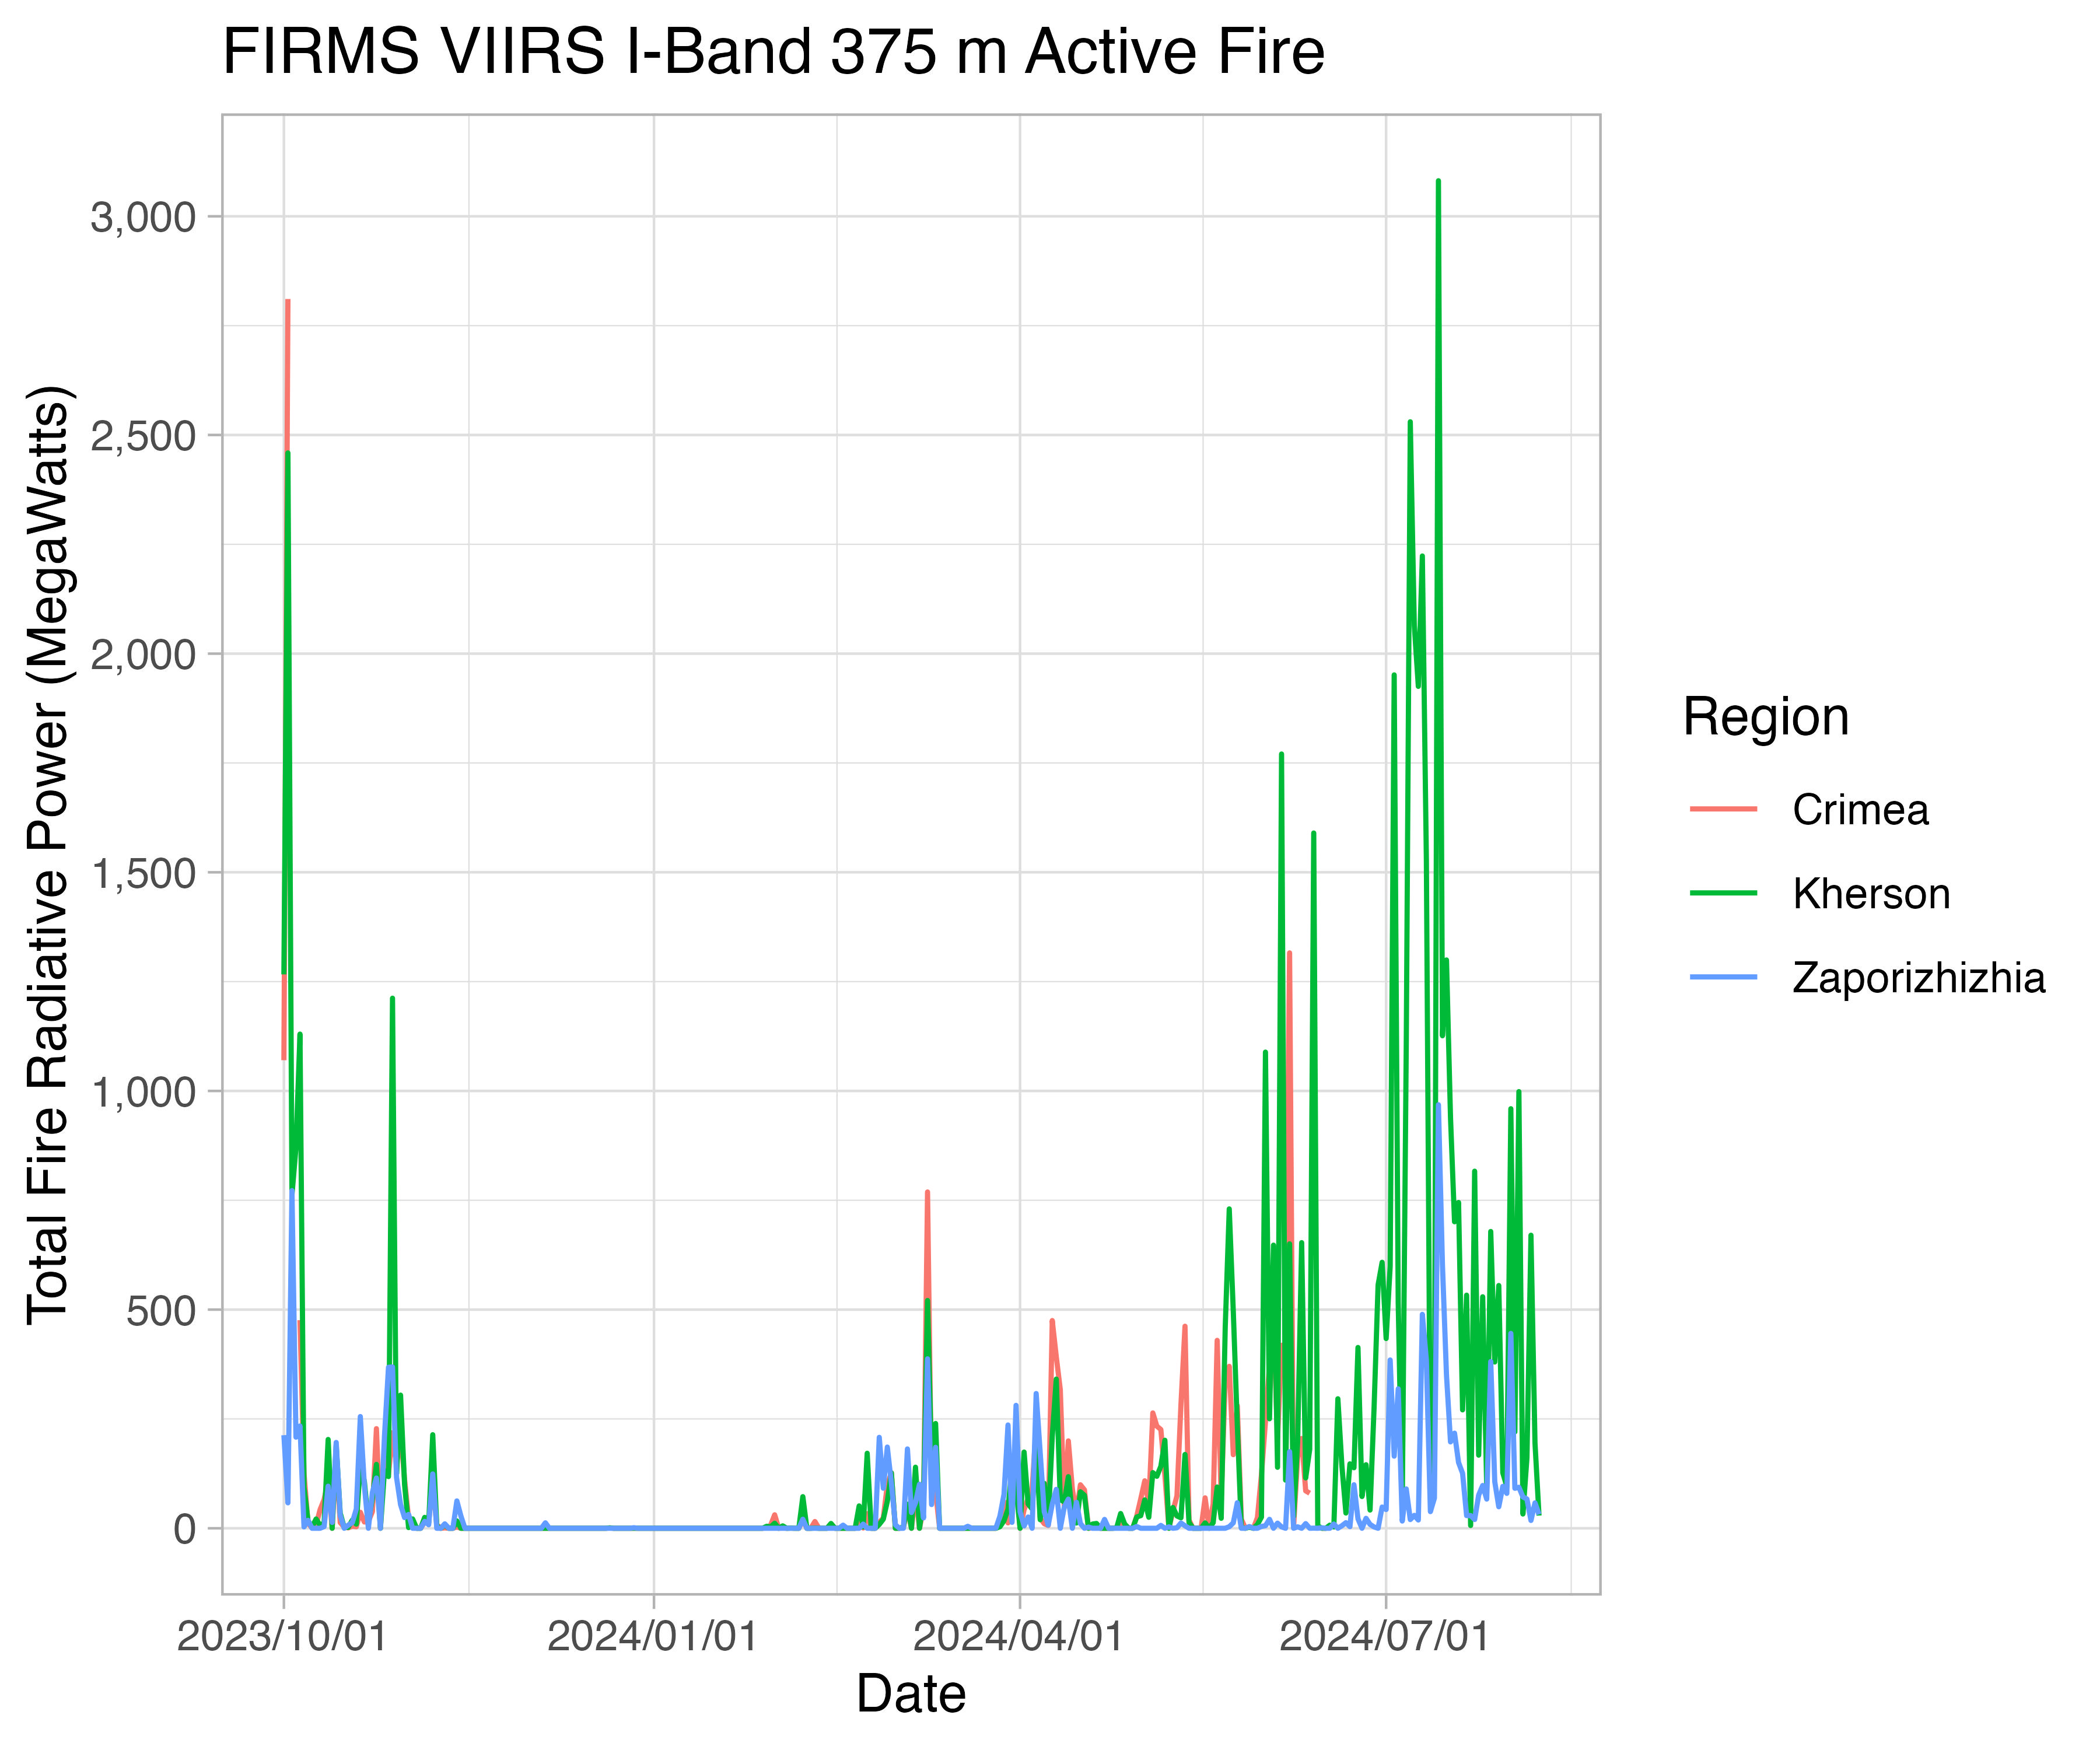 FIRMS VIIRS I-Band 375 m Active Fire
Total Fire Radiative Power (MegaWatts)
3,000
2,500
2,000
1,500
1,000
500
0
2023/10/01 2024/01/01 2024/04/01 2024/07/01
Date
Region
Crimea
Kherson
Zaporizhizhia